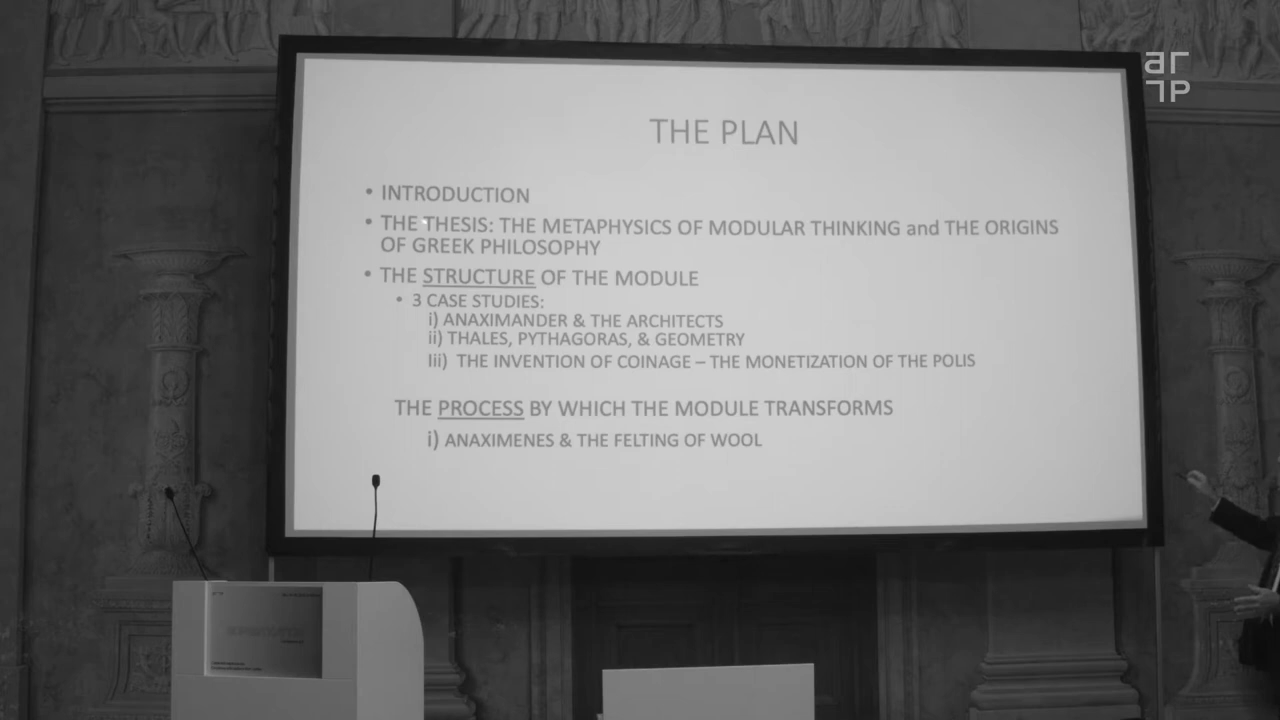 ar
1P
THE PLAN
• INTRODUCTION
• THE THESIS: THE METAPHYSICS OF MODULAR THINKING and THE ORIGINS
OF GREEK PHILOSOPHY
• THE STRUCTURE OF THE MODULE
• 3 CASE STUDIES:
i) ANAXIMANDER & THE ARCHITECTS
ii) THALES, PYTHAGORAS, & GEOMETRY
Iii) THE INVENTION OF COINAGE – THE MONETIZATION OF THE POLIS
THE PROCESS BY WHICH THE MODULE TRANSFORMS
i) ANAXIMENES & THE FELTING OF WOOL